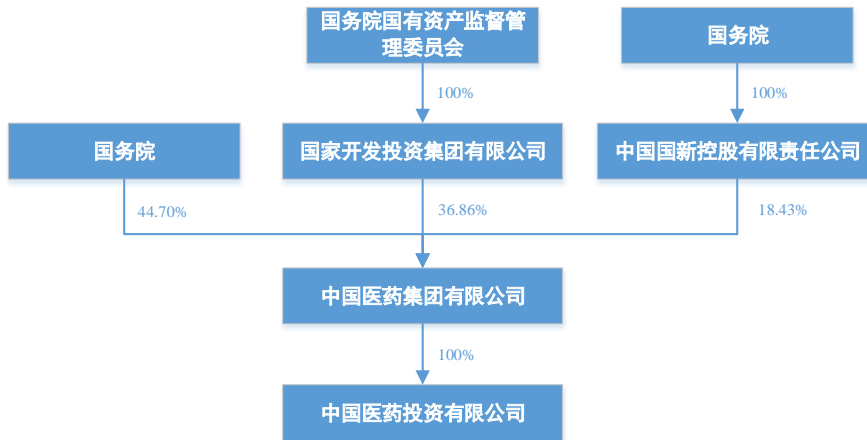 国务院国有资产监督管
理委员会
国务院
100%
100%
国务院
国家开发投资集团有限公司
中国国新控股有限责任公司
44.70%
36.86%
18.43%
中国医药集团有限公司
100%
中国医药投资有限公司